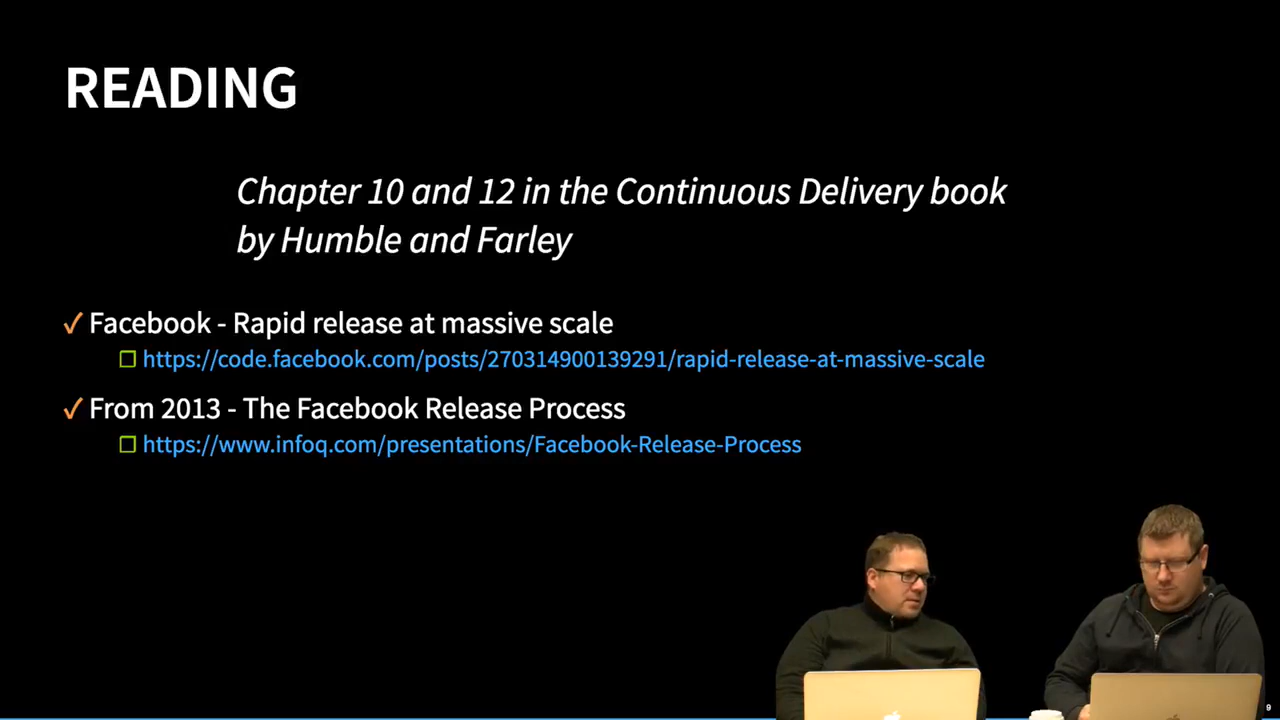 READING
Chapter 10 and 12 in the Continuous Delivery book
by Humble and Farley
Facebook - Rapid release at massive scale
https://code.facebook.com/posts/270314900139291/rapid-release-at-massive-scale
From 2013 - The Facebook Release Process
https://www.infoq.com/presentations/Facebook-Release-Process
9